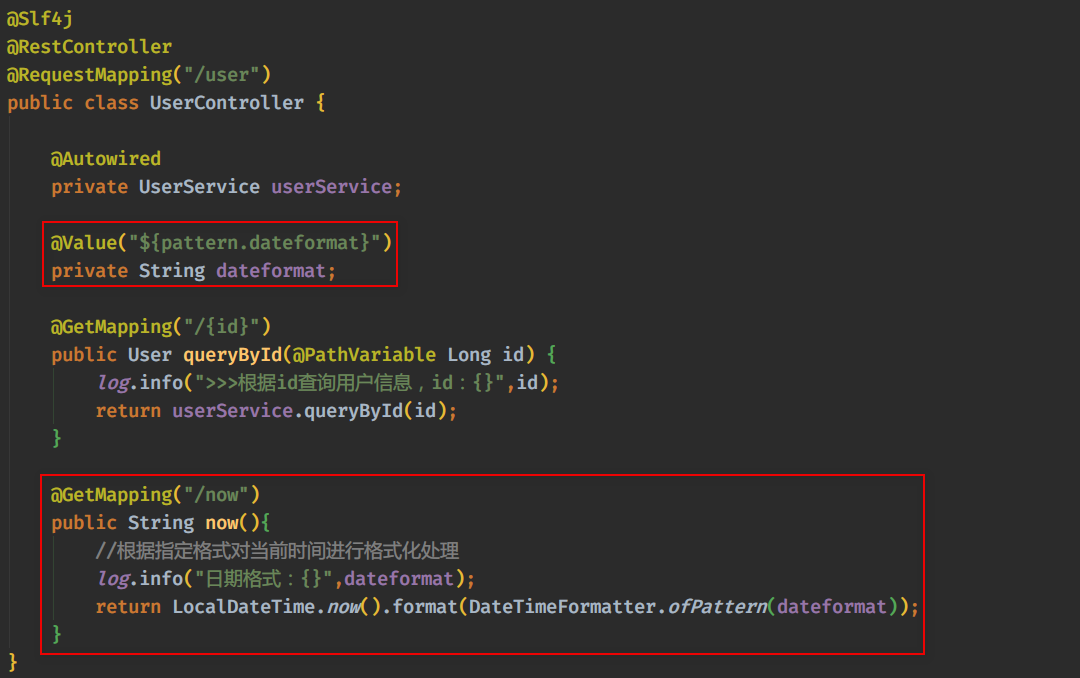 @Slf4j
@RestController
@RequestMapping("/user")
public class UserController {
@Autowired
private UserService userService;
@Value("${pattern.dateformat}")
private String dateformat;
@GetMapping("/{id}")
public User queryById(@PathVariable Long id) {
log.info(">>>根据id查询用户信息，id：{}",id);
return userService.queryById(id);
}
@GetMapping("/now")
public String now(){
//根据指定格式对当前时间进行格式化处理
log.info("日期格式：{}",dateformat);
return LocalDateTime.now().format(DateTimeFormatter.ofPattern(dateformat));
}
}